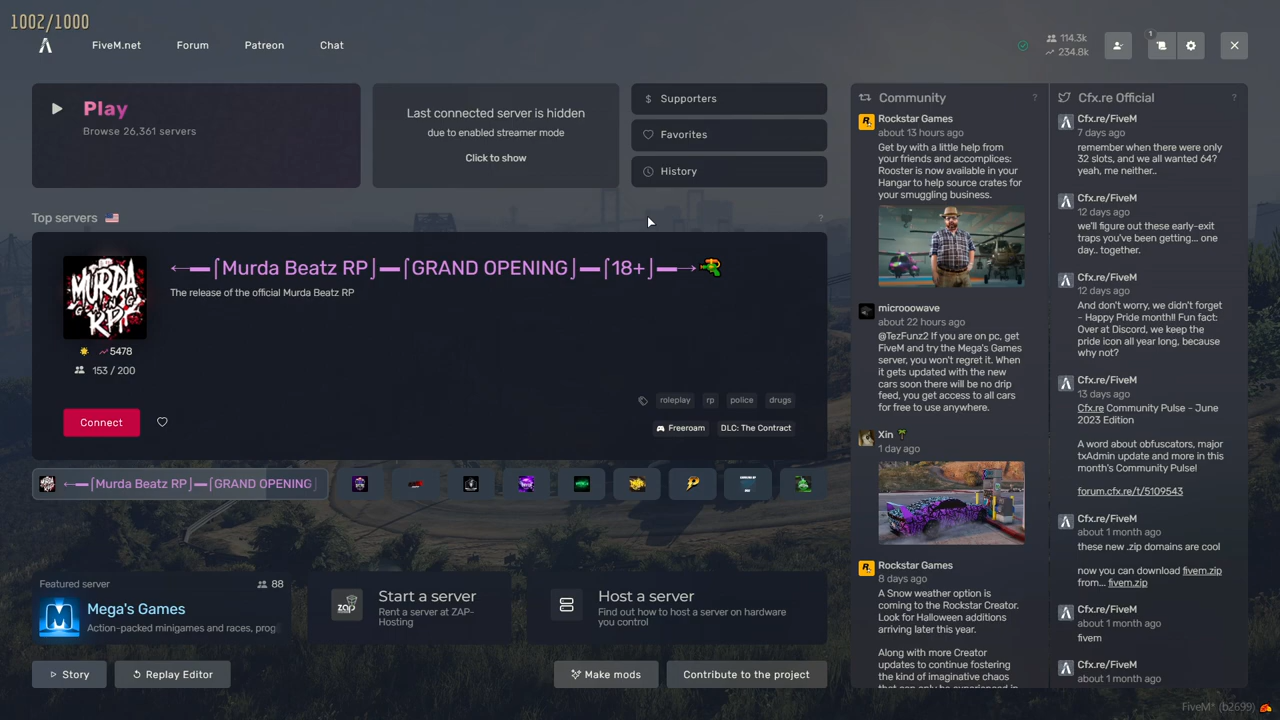 1002/1000
FiveM.net
Forum
Patreon
Chat
114.3k
234.8k
1
Play
Browse 26,361 servers
Last connected server is hidden
due to enabled streamer mode
Click to show
$ Supporters
Favorites
History
Top servers
?
MURDA
GANG
RP
←━⌠Murda Beatz RP⌡━⌠GRAND OPENING⌡━⌠18+⌡━→
The release of the official Murda Beatz RP
5478
153 / 200
roleplay
rp
police
drugs
Connect
Freeroam
DLC: The Contract
←━⌠Murda Beatz RP⌡━⌠GRAND OPENING⌡
Featured server
88
Mega's Games
Action-packed minigames and races, prog
ZAP
Start a server
Rent a server at ZAP-
Hosting
Host a server
Find out how to host a server on hardware
you control
Story
Replay Editor
Make mods
Contribute to the project
Community
?
Rockstar Games
about 13 hours ago
Get by with a little help from
your friends and accomplices:
Rooster is now available in your
Hangar to help source crates for
your smuggling business.
microoowave
about 22 hours ago
@TezFunz2 If you are on pc, get
FiveM and try the Mega's Games
server, you won't regret it. When
it gets updated with the new
cars soon there will be no drip
feed, you get access to all cars
for free to use anywhere.
Xin
1 day ago
Rockstar Games
8 days ago
A Snow weather option is
coming to the Rockstar Creator.
Look for Halloween additions
arriving later this year.
Along with more Creator
updates to continue fostering
the kind of imaginative chaos
that can only be experienced in
Cfx.re Official
?
Cfx.re/FiveM
7 days ago
remember when there were only
32 slots, and we all wanted 64?
yeah, me neither..
Cfx.re/FiveM
12 days ago
we'll figure out these early-exit
traps you've been getting... one
day.. together.
Cfx.re/FiveM
12 days ago
And don't worry, we didn't forget
- Happy Pride month!! Fun fact:
Over at Discord, we keep the
pride icon all year long, because
why not?
Cfx.re/FiveM
13 days ago
Cfx.re Community Pulse - June
2023 Edition
A word about obfuscators, major
txAdmin update and more in this
month's Community Pulse!
forum.cfx.re/t/5109543
Cfx.re/FiveM
about 1 month ago
these new .zip domains are cool
now you can download fivem.zip
from... fivem.zip
Cfx.re/FiveM
about 1 month ago
fivem
Cfx.re/FiveM
about 1 month ago
FiveM* (b2699)